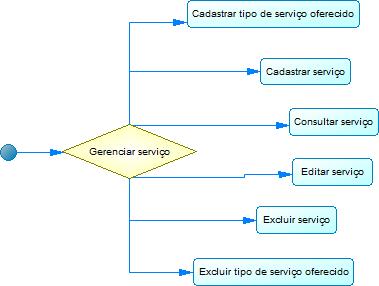 Cadastrar tipo de serviço oferecido
Cadastrar serviço
Consultar serviço
Gerenciar serviço
Editar serviço
Excluir serviço
Excluir tipo de serviço oferecido